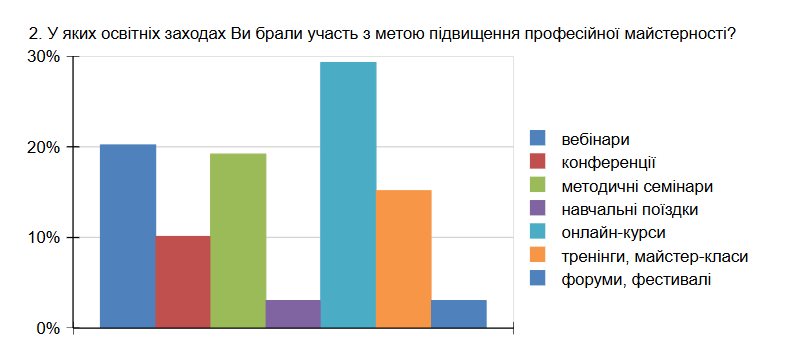 2. У яких освітніх заходах Ви брали участь з метою підвищення професійної майстерності?
30%
20%
10%
0%
вебінари
конференції
методичні семінари
навчальні поїздки
онлайн-курси
тренінги, майстер-класи
форуми, фестивалі